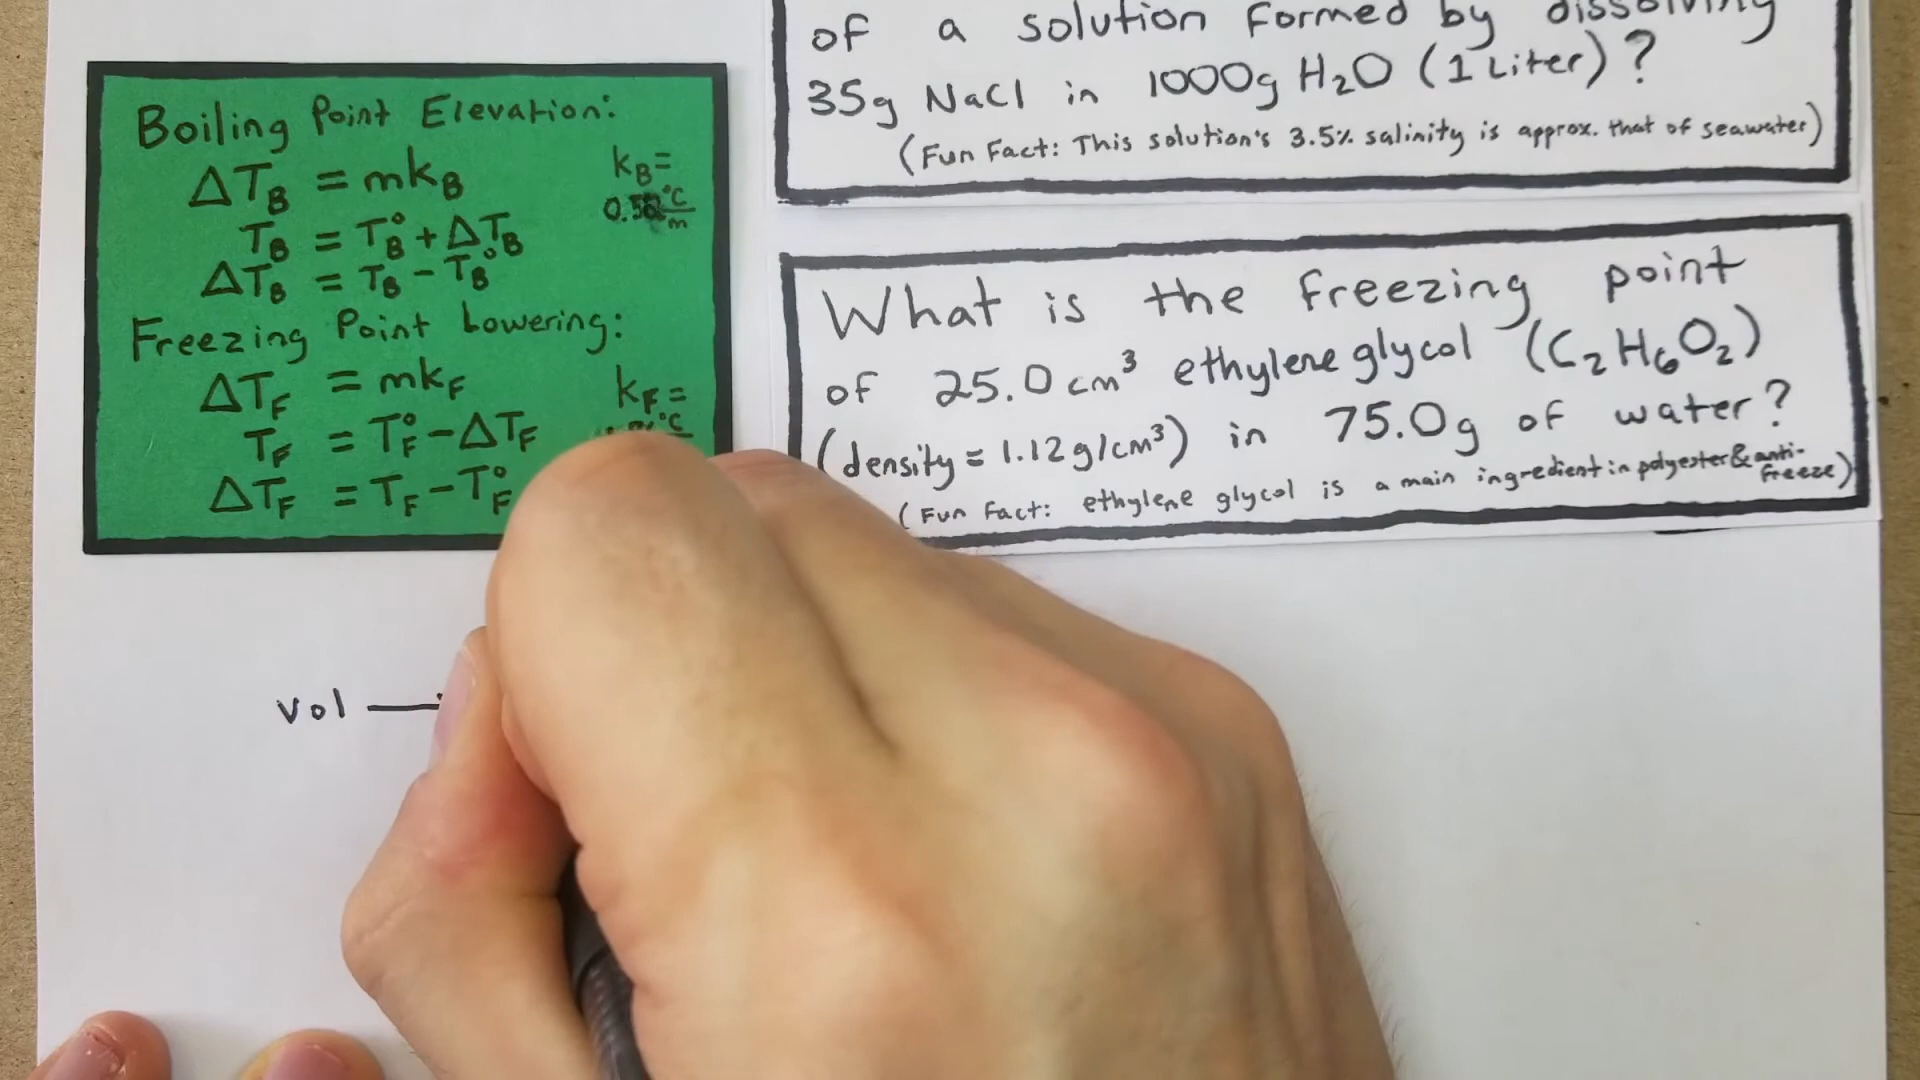 Boiling Point Elevation:
ΔT_B = mk_B
k_B =
°C/m
T_B = T°_B + ΔT_B
ΔT_B = T_B - T°_B
Freezing Point Lowering:
ΔT_F = mk_F
k_F =
°C
T_F = T°_F - ΔT_F
ΔT_F = T_F - T°_F
of a solution formed by dissolving
35g NaCl in 1000g H₂O (1 Liter)?
(Fun Fact: This solution's 3.5% salinity is approx. that of seawater)
What is the freezing point
of 25.0 cm³ ethylene glycol (C₂H₆O₂)
(density = 1.12g/cm³) in 75.0g of water?
(Fun Fact: ethylene glycol is a main ingredient in polyester & anti-
freeze)
Vol —